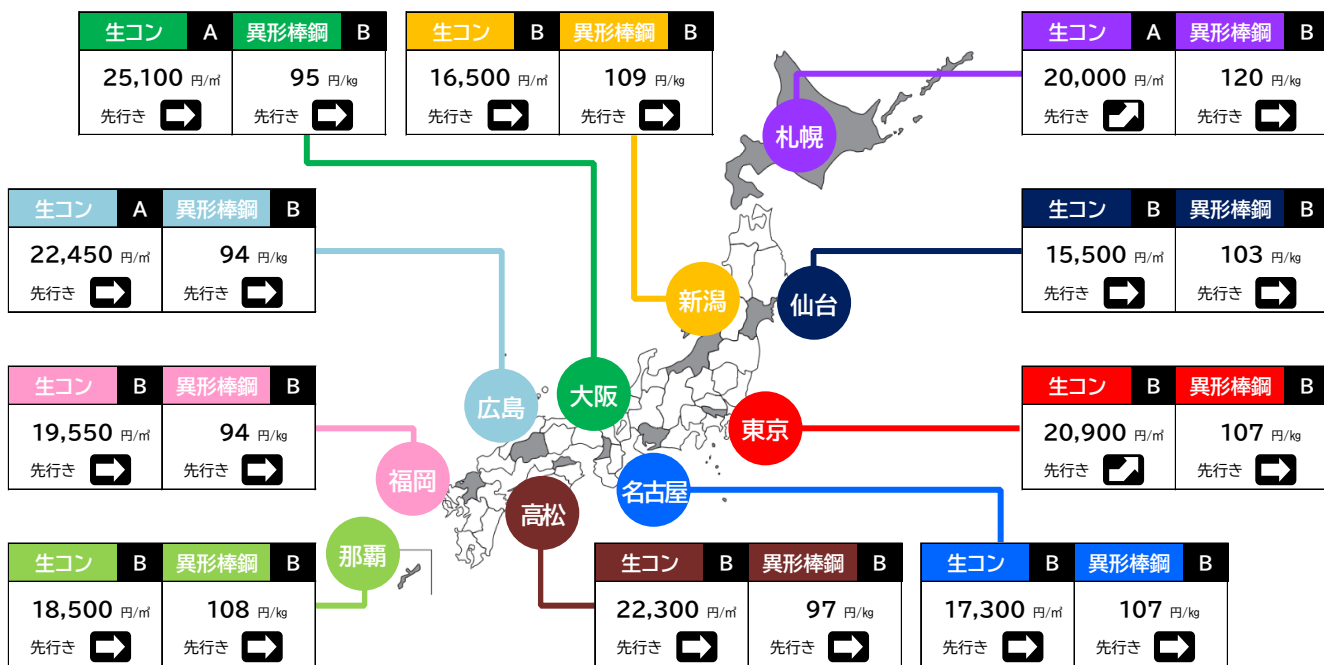 生コン A 異形棒鋼 B
25,100 円/㎥ 95 円/kg
先行き 先行き
生コン B 異形棒鋼 B
16,500 円/㎥ 109 円/kg
先行き 先行き
生コン A 異形棒鋼 B
20,000 円/㎥ 120 円/kg
先行き 先行き
札幌
生コン A 異形棒鋼 B
22,450 円/㎥ 94 円/kg
先行き 先行き
生コン B 異形棒鋼 B
15,500 円/㎥ 103 円/kg
先行き 先行き
新潟
仙台
生コン B 異形棒鋼 B
19,550 円/㎥ 94 円/kg
先行き 先行き
広島
大阪
東京
生コン B 異形棒鋼 B
20,900 円/㎥ 107 円/kg
先行き 先行き
福岡
高松
名古屋
那覇
生コン B 異形棒鋼 B
18,500 円/㎥ 108 円/kg
先行き 先行き
生コン B 異形棒鋼 B
22,300 円/㎥ 97 円/kg
先行き 先行き
生コン B 異形棒鋼 B
17,300 円/㎥ 107 円/kg
先行き 先行き